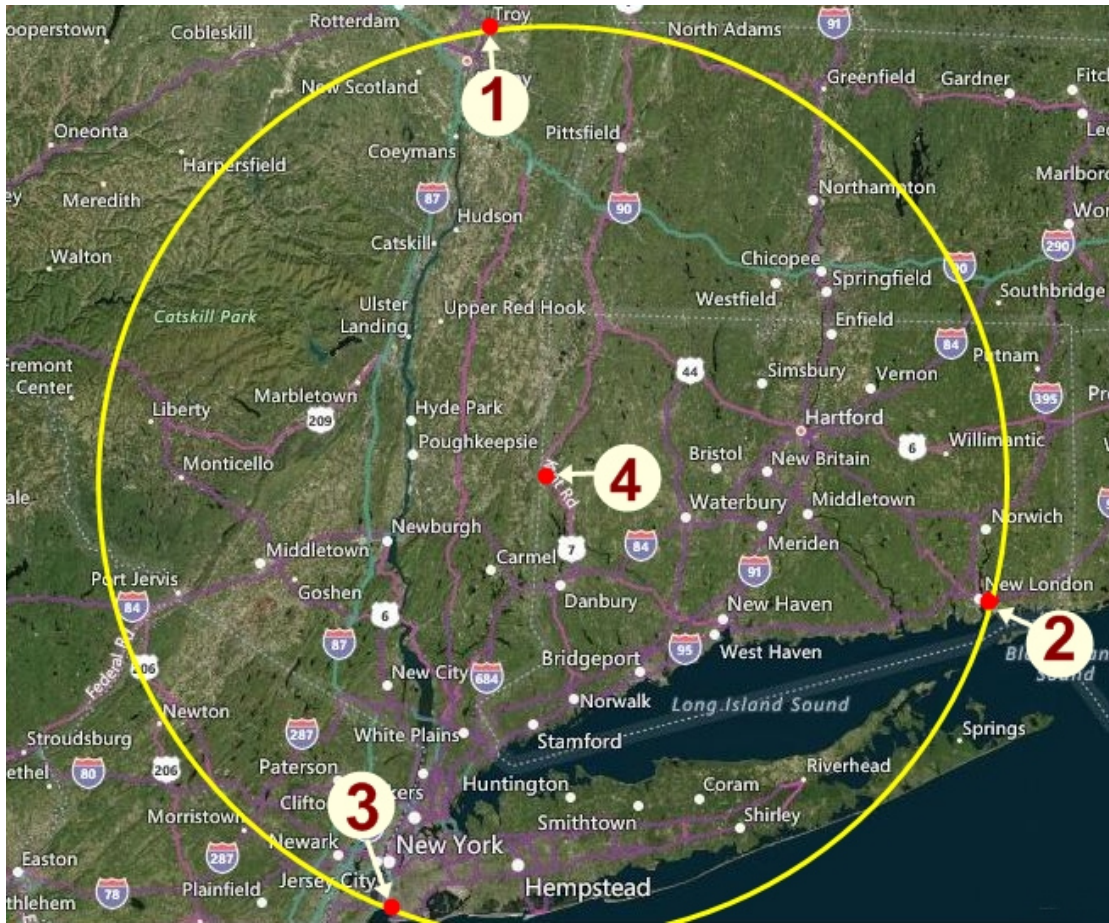 Rotterdam
Troy
91
Cobleskill
North Adams
New Scotland
1
Greenfield
Gardner
Oneonta
Coeymans
Pittsfield
Harpersfield
87
90
Northampton
Meredith
Hudson
Catskill
290
Walton
Chicopee
Springfield
90
Westfield
Southbridge
Ulster
Landing
Upper Red Hook
Catskill Park
Enfield
84
Putnam
Center
Marbletown
44
Simsbury
Vernon
395
Liberty
209
Hyde Park
Hartford
Poughkeepsie
6
Willimantic
Monticello
4
Bristol
New Britain
Waterbury
Middletown
Newburgh
Norwich
Middletown
Carmel
7
84
Meriden
Port Jervis
91
84
Goshen
6
Danbury
New Haven
New London
87
95
West Haven
2
Federal Rd
206
New City
684
Bridgeport
Newton
Norwalk
Long Island Sound
Sound
287
White Plains
Stamford
Springs
Stroudsburg
80
206
Paterson
Huntington
Coram
Riverhead
3
Morristown
Smithtown
Shirley
287
Newark
New York
Easton
Jersey City
78
Plainfield
Hempstead